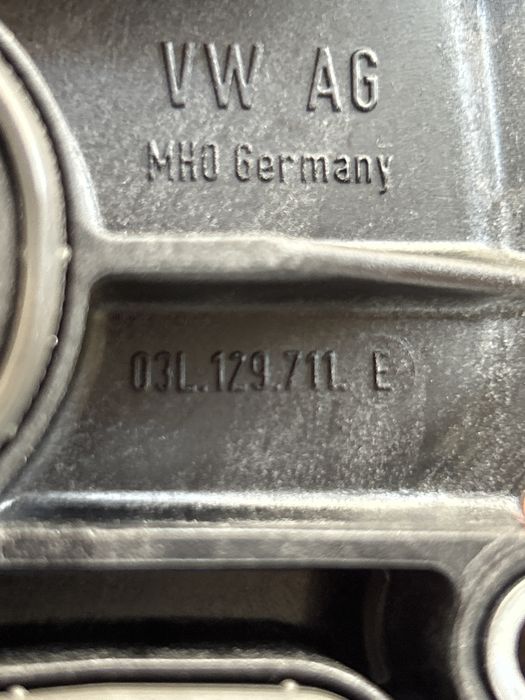 VW AG
MHO Germany
03L.129.711. E